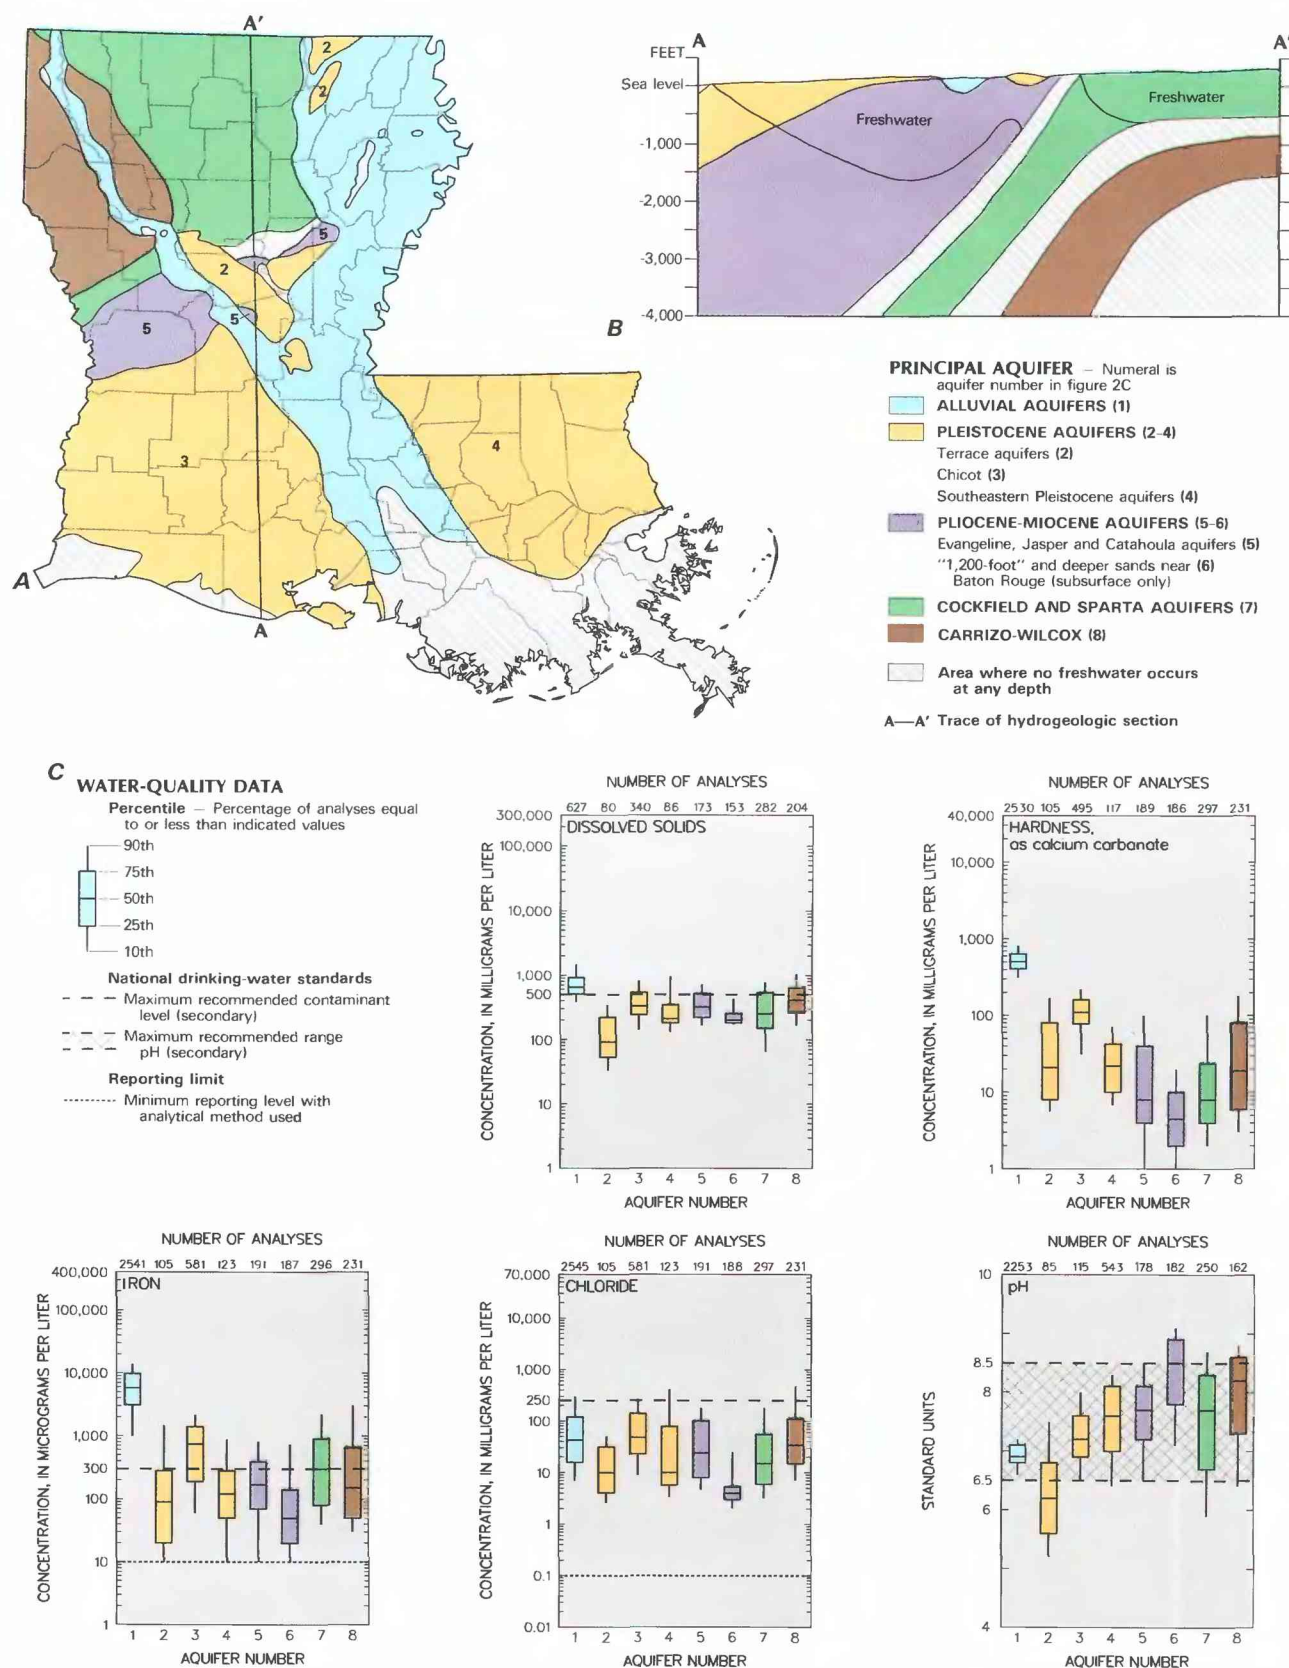 A'
2
2
5
2
5
5
3
4
A
A
B
FEET
A
A'
Sea level
-1,000
-2,000
-3,000
-4,000
Freshwater
Freshwater
PRINCIPAL AQUIFER – Numeral is
aquifer number in figure 2C
ALLUVIAL AQUIFERS (1)
PLEISTOCENE AQUIFERS (2-4)
Terrace aquifers (2)
Chicot (3)
Southeastern Pleistocene aquifers (4)
PLIOCENE-MIOCENE AQUIFERS (5-6)
Evangeline, Jasper and Catahoula aquifers (5)
"1,200-foot" and deeper sands near (6)
Baton Rouge (subsurface only)
COCKFIELD AND SPARTA AQUIFERS (7)
CARRIZO-WILCOX (8)
Area where no freshwater occurs
at any depth
A—A' Trace of hydrogeologic section
C
WATER-QUALITY DATA
Percentile – Percentage of analyses equal
to or less than indicated values
90th
75th
50th
25th
10th
National drinking-water standards
Maximum recommended contaminant
level (secondary)
Maximum recommended range
pH (secondary)
Reporting limit
Minimum reporting level with
analytical method used
NUMBER OF ANALYSES
627 80 340 86 173 153 282 204
DISSOLVED SOLIDS
CONCENTRATION, IN MILLIGRAMS PER LITER
300,000
100,000
10,000
1,000
500
100
10
1
1 2 3 4 5 6 7 8
AQUIFER NUMBER
NUMBER OF ANALYSES
2530 105 495 117 189 186 297 231
HARDNESS,
as calcium carbonate
CONCENTRATION, IN MILLIGRAMS PER LITER
40,000
10,000
1,000
100
10
1
1 2 3 4 5 6 7 8
AQUIFER NUMBER
NUMBER OF ANALYSES
2541 105 581 123 191 187 296 231
IRON
CONCENTRATION, IN MICROGRAMS PER LITER
400,000
100,000
10,000
1,000
300
100
10
1
1 2 3 4 5 6 7 8
AQUIFER NUMBER
NUMBER OF ANALYSES
2545 105 581 123 191 188 297 231
CHLORIDE
CONCENTRATION, IN MILLIGRAMS PER LITER
70,000
10,000
1,000
250
100
10
1
0.1
0.01
1 2 3 4 5 6 7 8
AQUIFER NUMBER
NUMBER OF ANALYSES
2253 85 115 543 178 182 250 162
pH
STANDARD UNITS
10
8.5
8
6.5
6
4
1 2 3 4 5 6 7 8
AQUIFER NUMBER